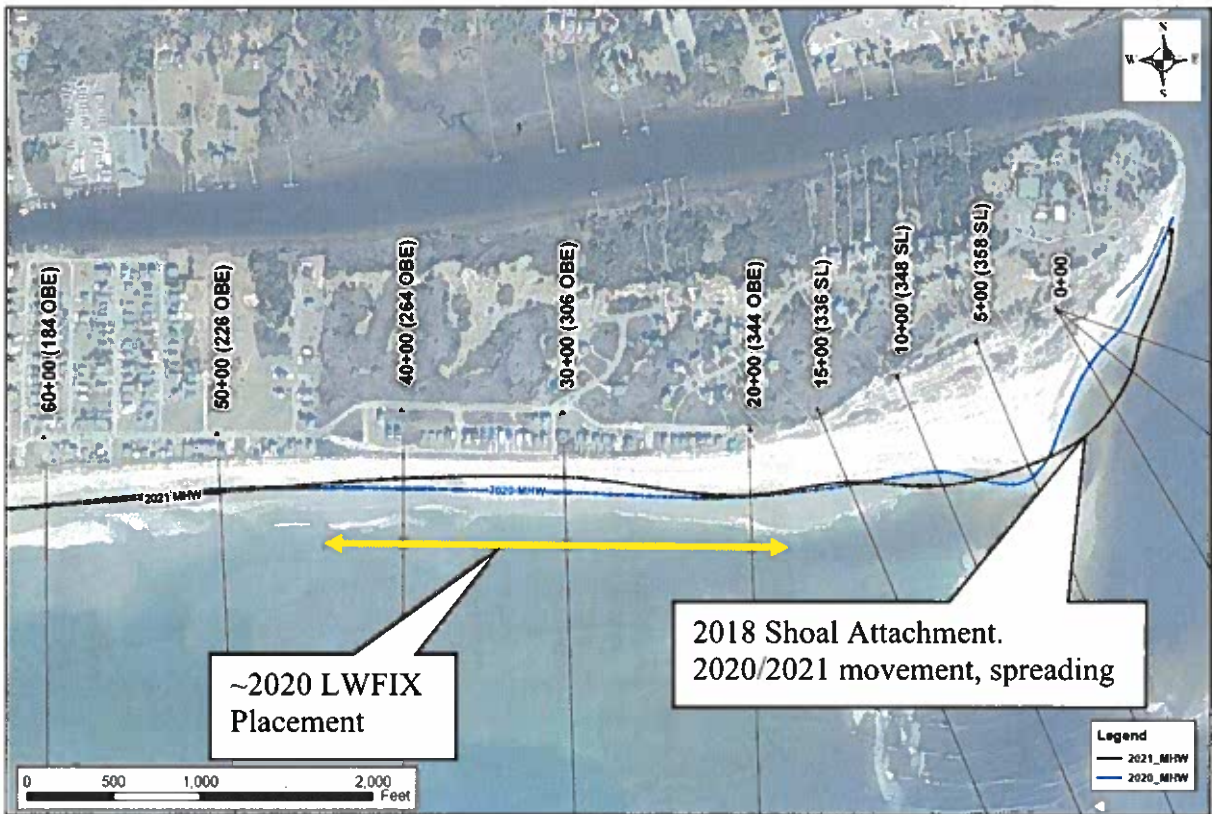 N
W
S
60+00 (184 OBE)
50+00 (226 OBE)
40+00 (264 OBE)
30+00 (306 OBE)
20+00 (344 OBE)
15+00 (336 SL)
10+00 (348 SL)
5+00 (358 SL)
0+00
2021 MHW
2020 MHW
~2020 LWFIX
Placement
2018 Shoal Attachment.
2020/2021 movement, spreading
0 500 1,000 2,000
Feet
Legend
2021_MHW
2020_MHW